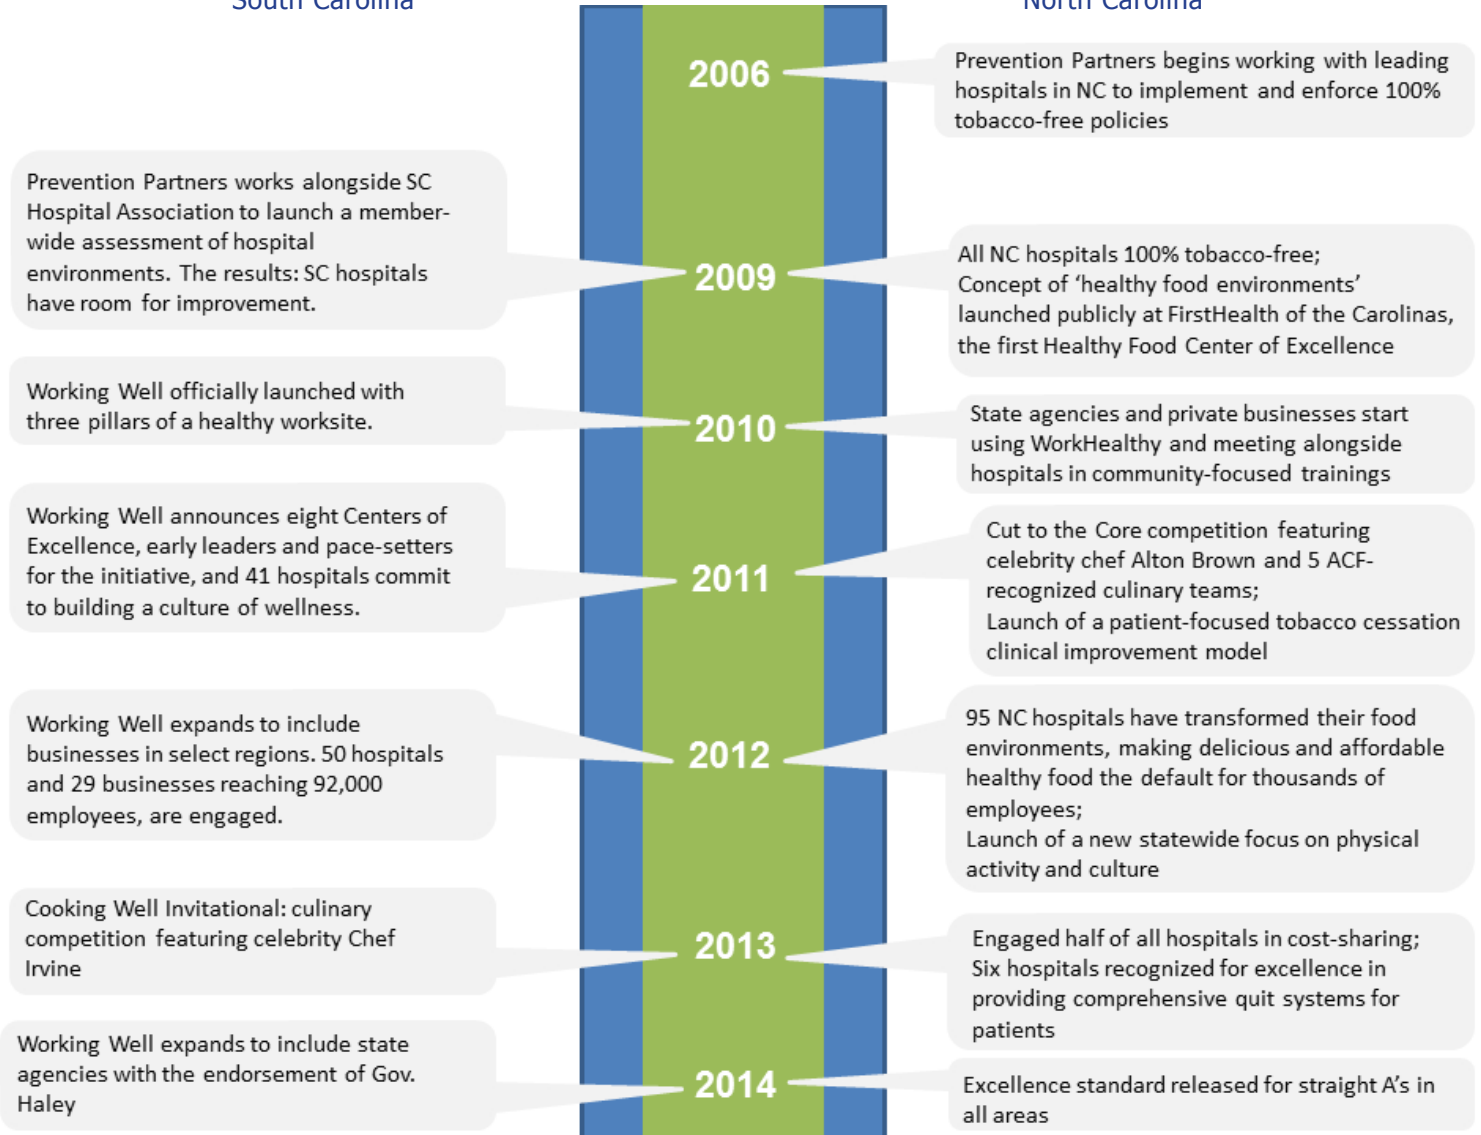 South Carolina
North Carolina
2006
Prevention Partners begins working with leading
hospitals in NC to implement and enforce 100%
tobacco-free policies
Prevention Partners works alongside SC
Hospital Association to launch a member-
wide assessment of hospital
environments. The results: SC hospitals
have room for improvement.
2009
All NC hospitals 100% tobacco-free;
Concept of ‘healthy food environments’
launched publicly at FirstHealth of the Carolinas,
the first Healthy Food Center of Excellence
Working Well officially launched with
three pillars of a healthy worksite.
2010
State agencies and private businesses start
using WorkHealthy and meeting alongside
hospitals in community-focused trainings
Working Well announces eight Centers of
Excellence, early leaders and pace-setters
for the initiative, and 41 hospitals commit
to building a culture of wellness.
2011
Cut to the Core competition featuring
celebrity chef Alton Brown and 5 ACF-
recognized culinary teams;
Launch of a patient-focused tobacco cessation
clinical improvement model
Working Well expands to include
businesses in select regions. 50 hospitals
and 29 businesses reaching 92,000
employees, are engaged.
2012
95 NC hospitals have transformed their food
environments, making delicious and affordable
healthy food the default for thousands of
employees;
Launch of a new statewide focus on physical
activity and culture
Cooking Well Invitational: culinary
competition featuring celebrity Chef
Irvine
2013
Engaged half of all hospitals in cost-sharing;
Six hospitals recognized for excellence in
providing comprehensive quit systems for
patients
Working Well expands to include state
agencies with the endorsement of Gov.
Haley
2014
Excellence standard released for straight A’s in
all areas